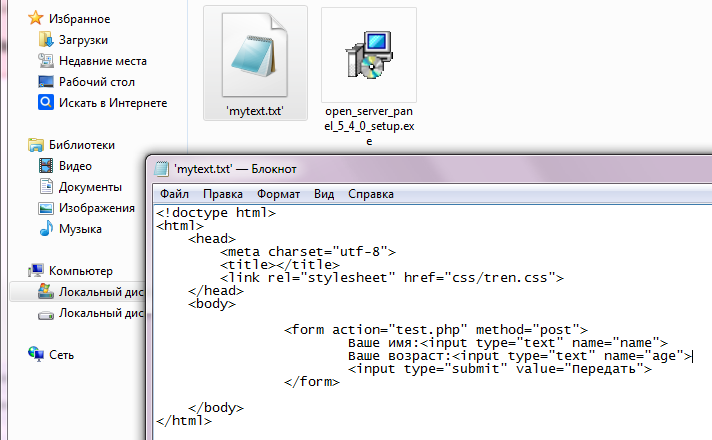 Избранное
Загрузки
Недавние места
Рабочий стол
Искать в Интернете
Библиотеки
Видео
Документы
Изображения
Музыка
Компьютер
Локальный дис
Локальный дис
Сеть
'mytext.txt'
open_server_pan
el_5_4_0_setup.ex
e
'mytext.txt' — Блокнот
Файл Правка Формат Вид Справка
<!doctype html>
<html>
<head>
<meta charset="utf-8">
<title></title>
<link rel="stylesheet" href="css/tren.css">
</head>
<body>
<form action="test.php" method="post">
Ваше имя:<input type="text" name="name">
Ваше возраст:<input type="text" name="age">
<input type="submit" value="Передать">
</form>
</body>
</html>